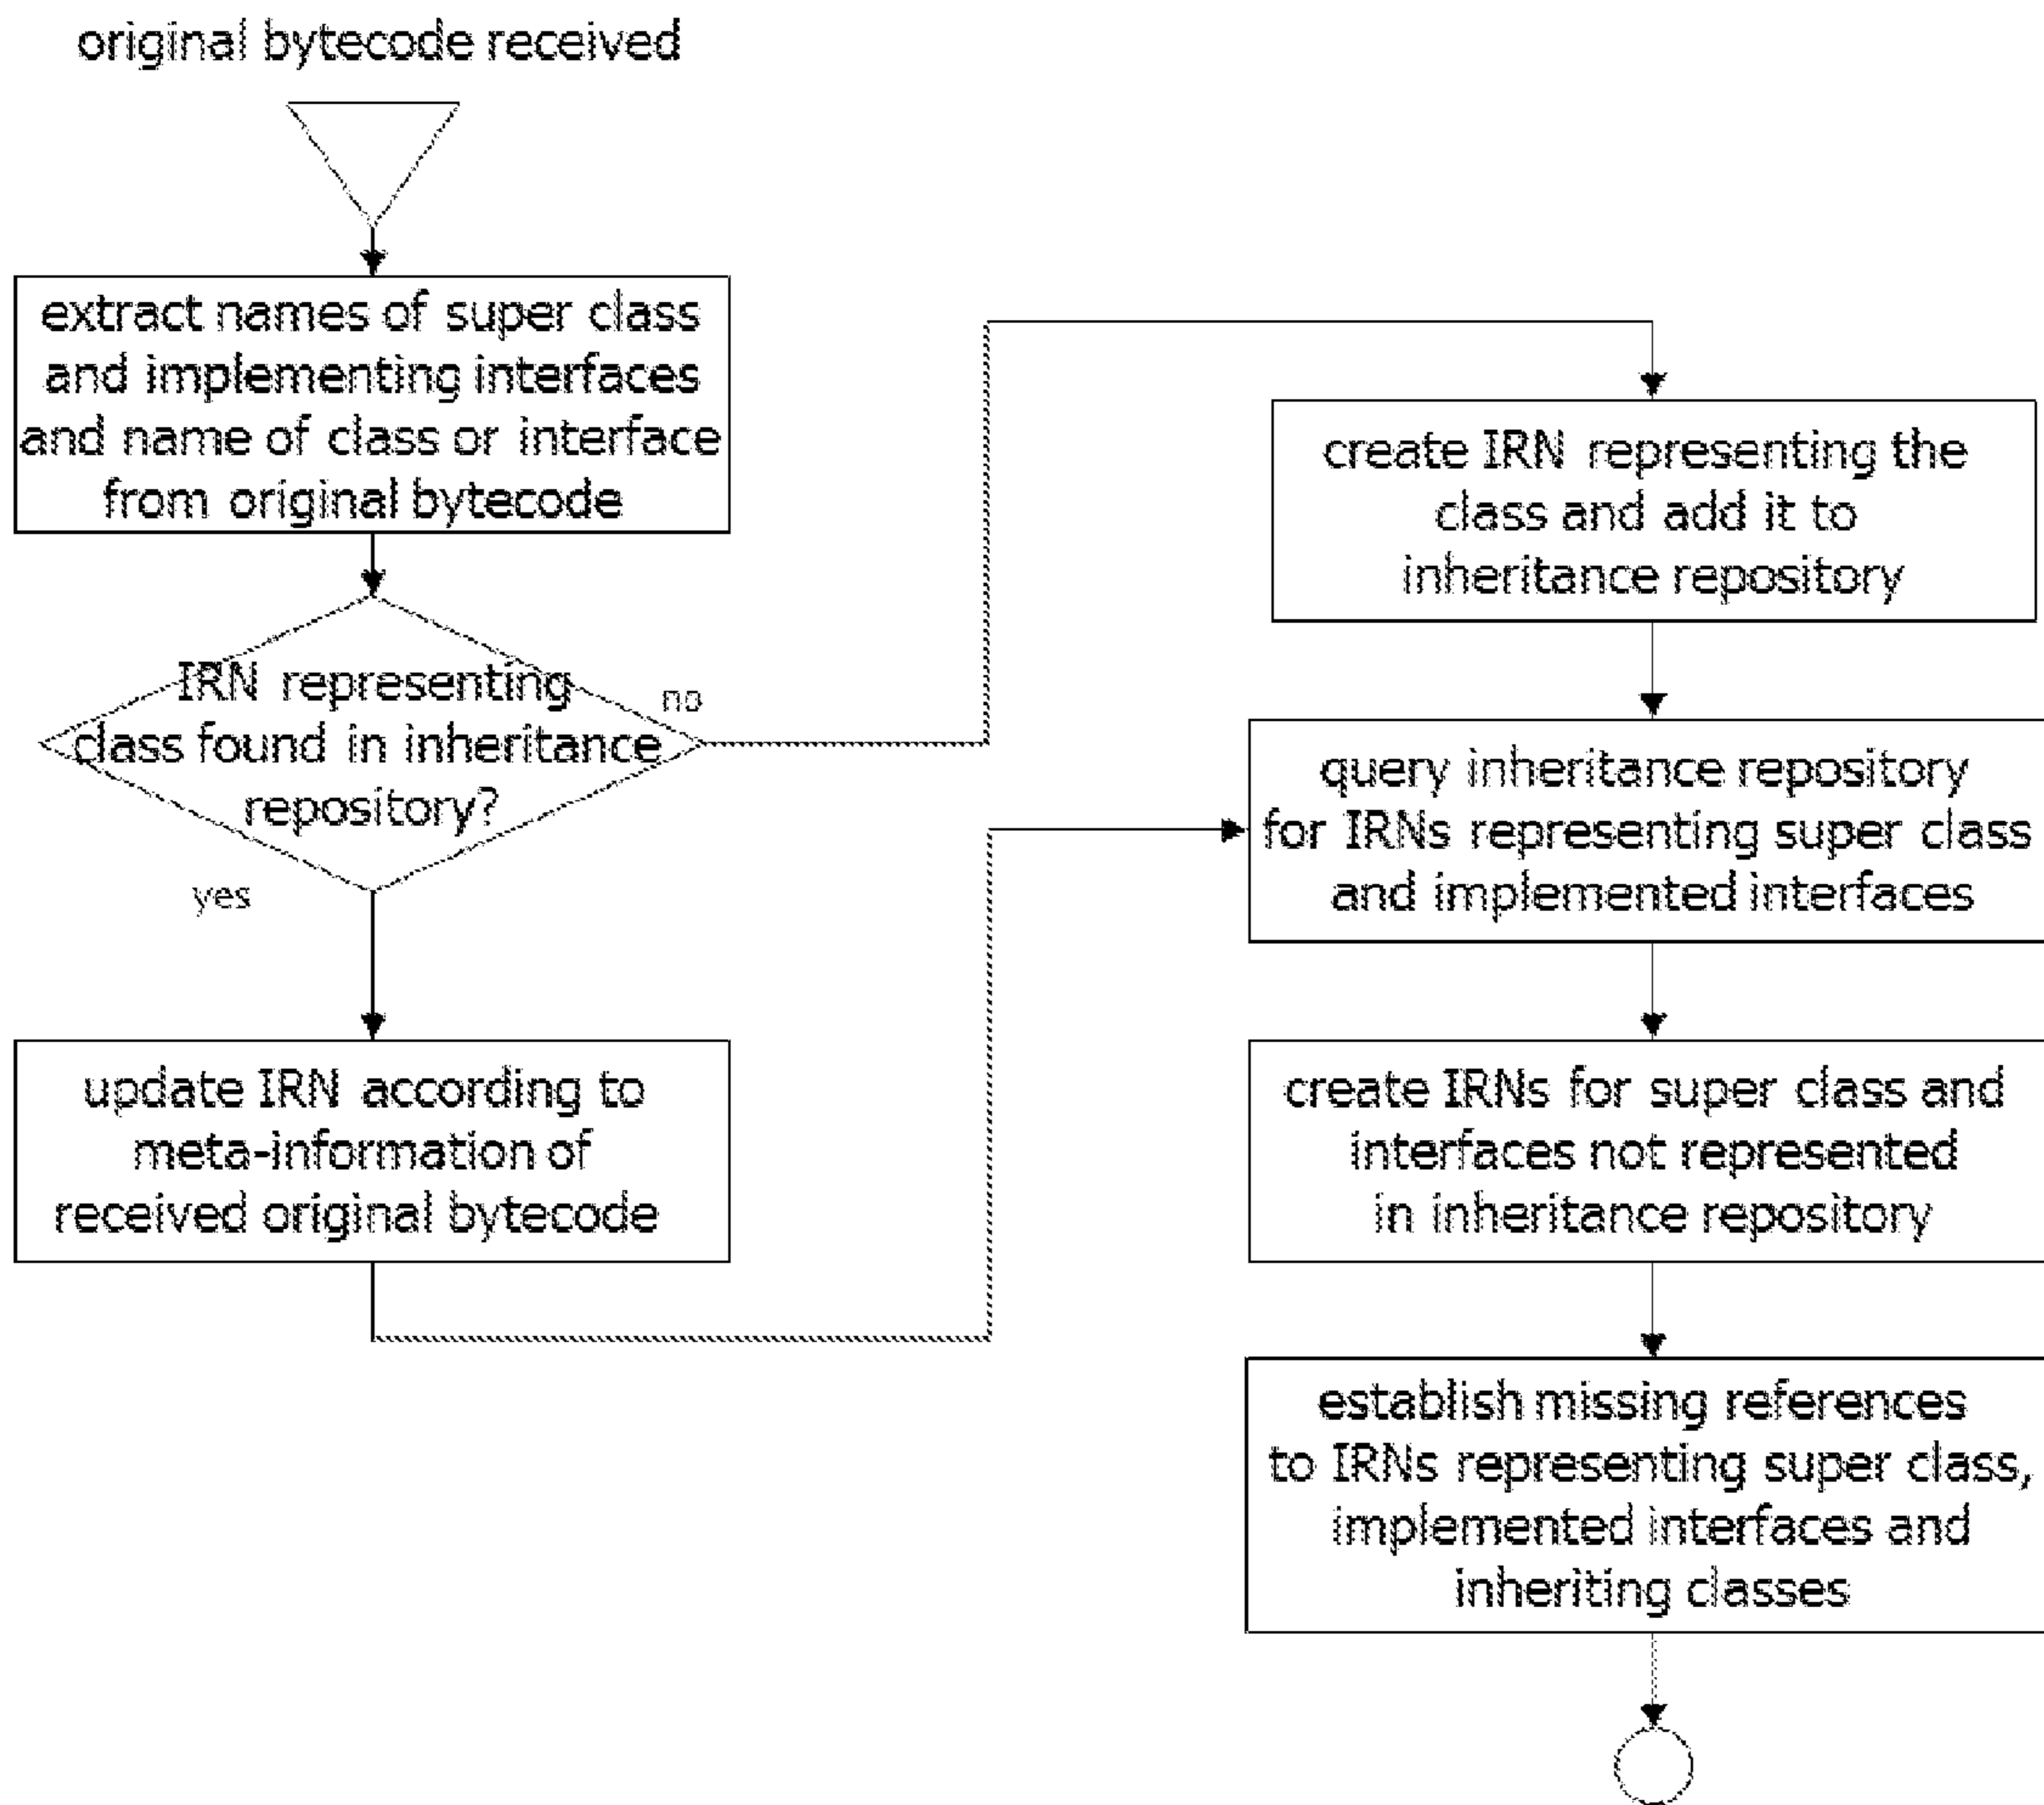 original bytecode received
extract names of super class
and implementing interfaces
and name of class or interface
from original bytecode
IRN representing
class found in inheritance
repository?
no
yes
update IRN according to
meta-information of
received original bytecode
create IRN representing the
class and add it to
inheritance repository
query inheritance repository
for IRNs representing super class
and implemented interfaces
create IRNs for super class and
interfaces not represented
in inheritance repository
establish missing references
to IRNs representing super class,
implemented interfaces and
inheriting classes